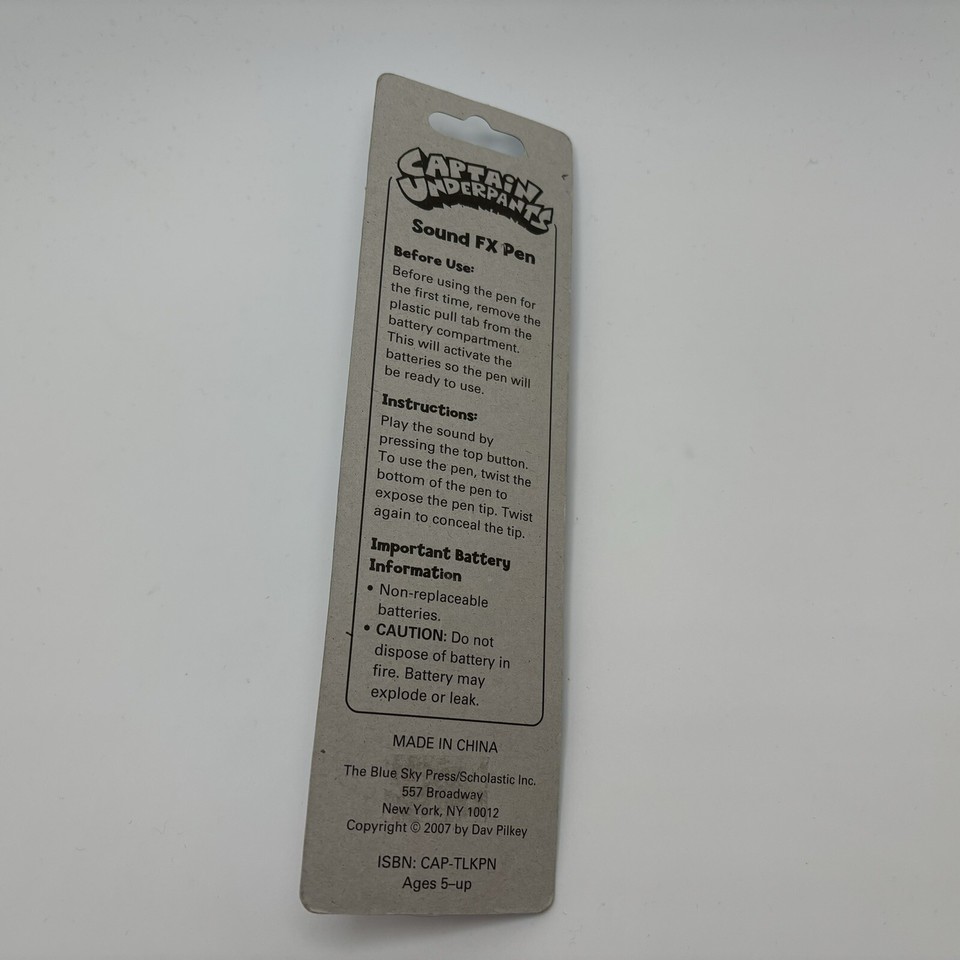 CAPTAIN
UNDERPANTS
Sound FX Pen
Before Use:
Before using the pen for
the first time, remove the
plastic pull tab from the
battery compartment.
This will activate the
batteries so the pen will
be ready to use.
Instructions:
Play the sound by
pressing the top button.
To use the pen, twist the
bottom of the pen to
expose the pen tip. Twist
again to conceal the tip.
Important Battery
Information
• Non-replaceable
batteries.
• CAUTION: Do not
dispose of battery in
fire. Battery may
explode or leak.
MADE IN CHINA
The Blue Sky Press/Scholastic Inc.
557 Broadway
New York, NY 10012
Copyright © 2007 by Dav Pilkey
ISBN: CAP-TLKPN
Ages 5–up